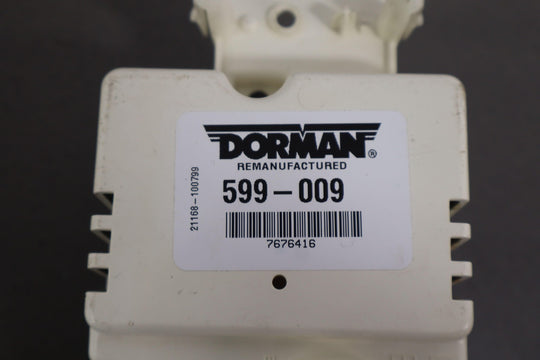 DORMAN®
REMANUFACTURED
599-009
7676416
21168-100799